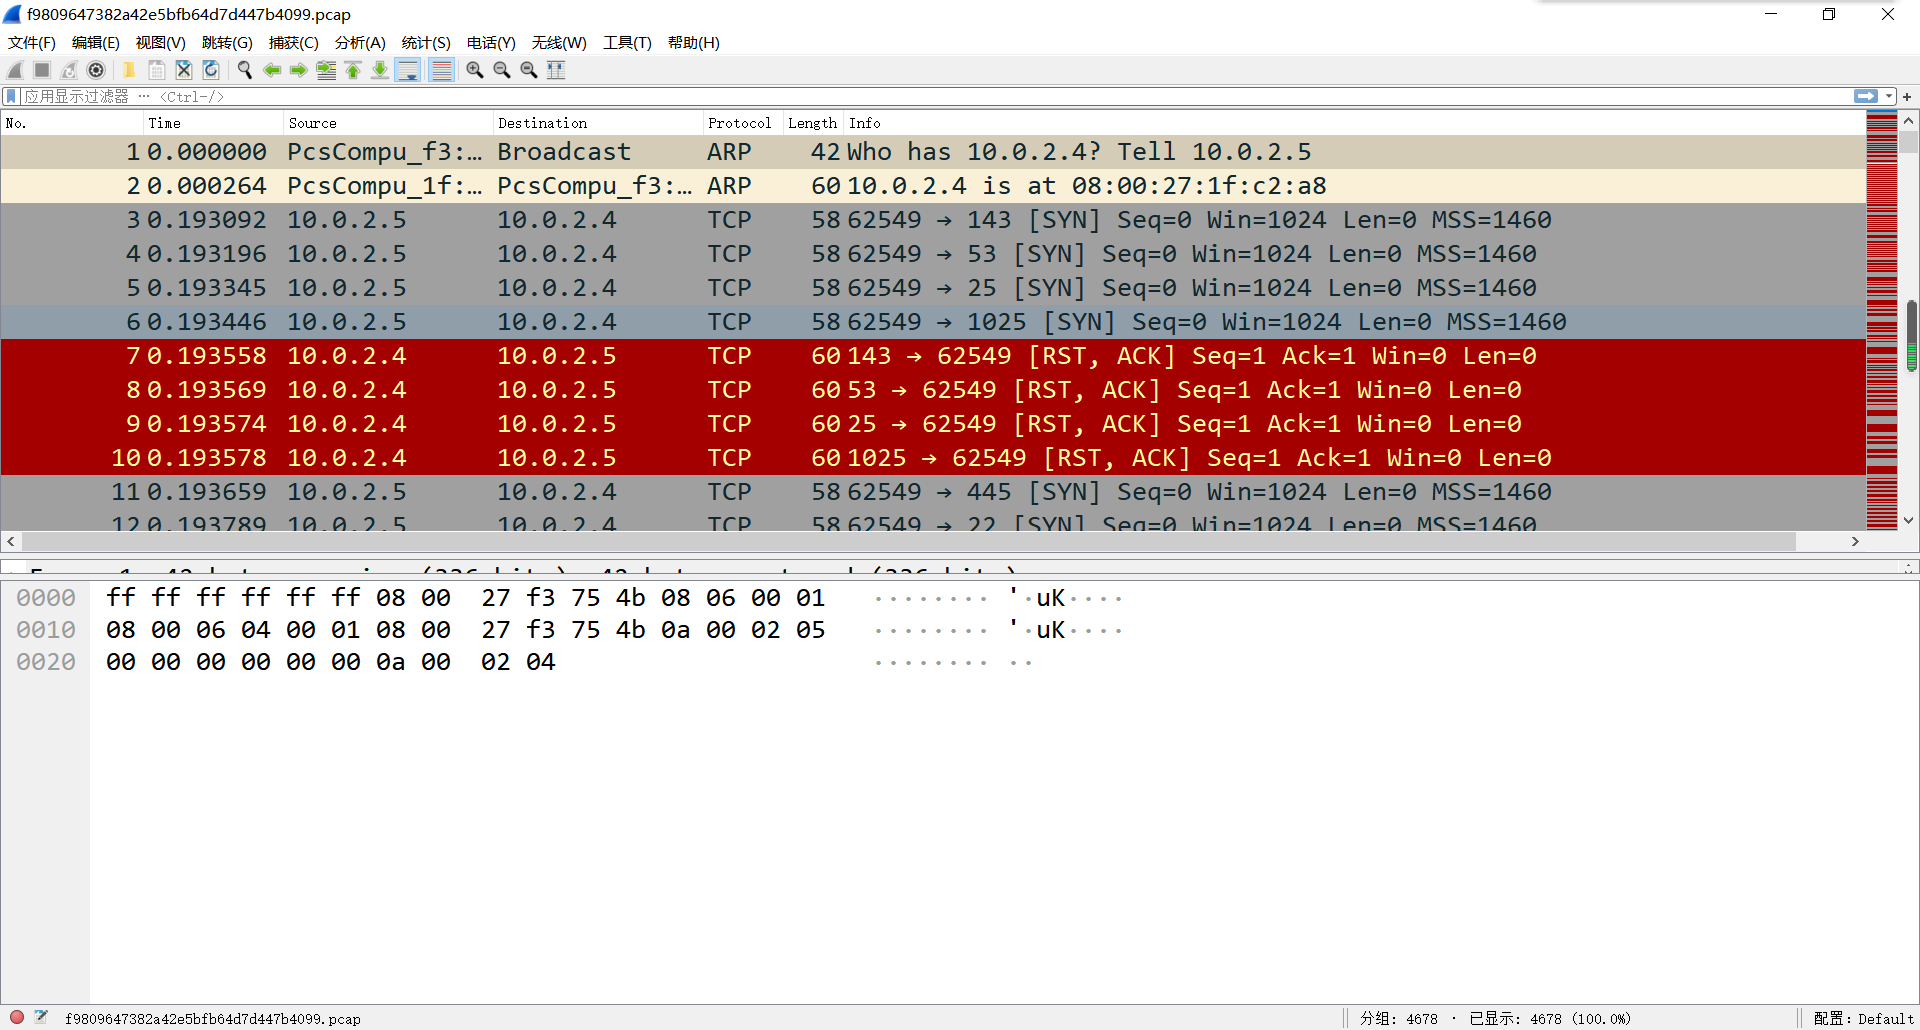 f9809647382a42e5bfb64d7d447b4099.pcap
文件(F) 编辑(E) 视图(V) 跳转(G) 捕获(C) 分析(A) 统计(S) 电话(Y) 无线(W) 工具(T) 帮助(H)
应用显示过滤器 … <Ctrl-/>
No. Time Source Destination Protocol Length Info
1 0.000000 PcsCompu_f3:… Broadcast ARP 42 Who has 10.0.2.4? Tell 10.0.2.5
2 0.000264 PcsCompu_1f:… PcsCompu_f3:… ARP 60 10.0.2.4 is at 08:00:27:1f:c2:a8
3 0.193092 10.0.2.5 10.0.2.4 TCP 58 62549 → 143 [SYN] Seq=0 Win=1024 Len=0 MSS=1460
4 0.193196 10.0.2.5 10.0.2.4 TCP 58 62549 → 53 [SYN] Seq=0 Win=1024 Len=0 MSS=1460
5 0.193345 10.0.2.5 10.0.2.4 TCP 58 62549 → 25 [SYN] Seq=0 Win=1024 Len=0 MSS=1460
6 0.193446 10.0.2.5 10.0.2.4 TCP 58 62549 → 1025 [SYN] Seq=0 Win=1024 Len=0 MSS=1460
7 0.193558 10.0.2.4 10.0.2.5 TCP 60 143 → 62549 [RST, ACK] Seq=1 Ack=1 Win=0 Len=0
8 0.193569 10.0.2.4 10.0.2.5 TCP 60 53 → 62549 [RST, ACK] Seq=1 Ack=1 Win=0 Len=0
9 0.193574 10.0.2.4 10.0.2.5 TCP 60 25 → 62549 [RST, ACK] Seq=1 Ack=1 Win=0 Len=0
10 0.193578 10.0.2.4 10.0.2.5 TCP 60 1025 → 62549 [RST, ACK] Seq=1 Ack=1 Win=0 Len=0
11 0.193659 10.0.2.5 10.0.2.4 TCP 58 62549 → 445 [SYN] Seq=0 Win=1024 Len=0 MSS=1460
12 0.193789 10.0.2.5 10.0.2.4 TCP 58 62549 → 22 [SYN] Seq=0 Win=1024 Len=0 MSS=1460
0000 ff ff ff ff ff ff 08 00 27 f3 75 4b 08 06 00 01 ········ '·uK····
0010 08 00 06 04 00 01 08 00 27 f3 75 4b 0a 00 02 05 ········ '·uK····
0020 00 00 00 00 00 00 0a 00 02 04 ········ ··
f9809647382a42e5bfb64d7d447b4099.pcap 分组: 4678 · 已显示: 4678 (100.0%) 配置: Default